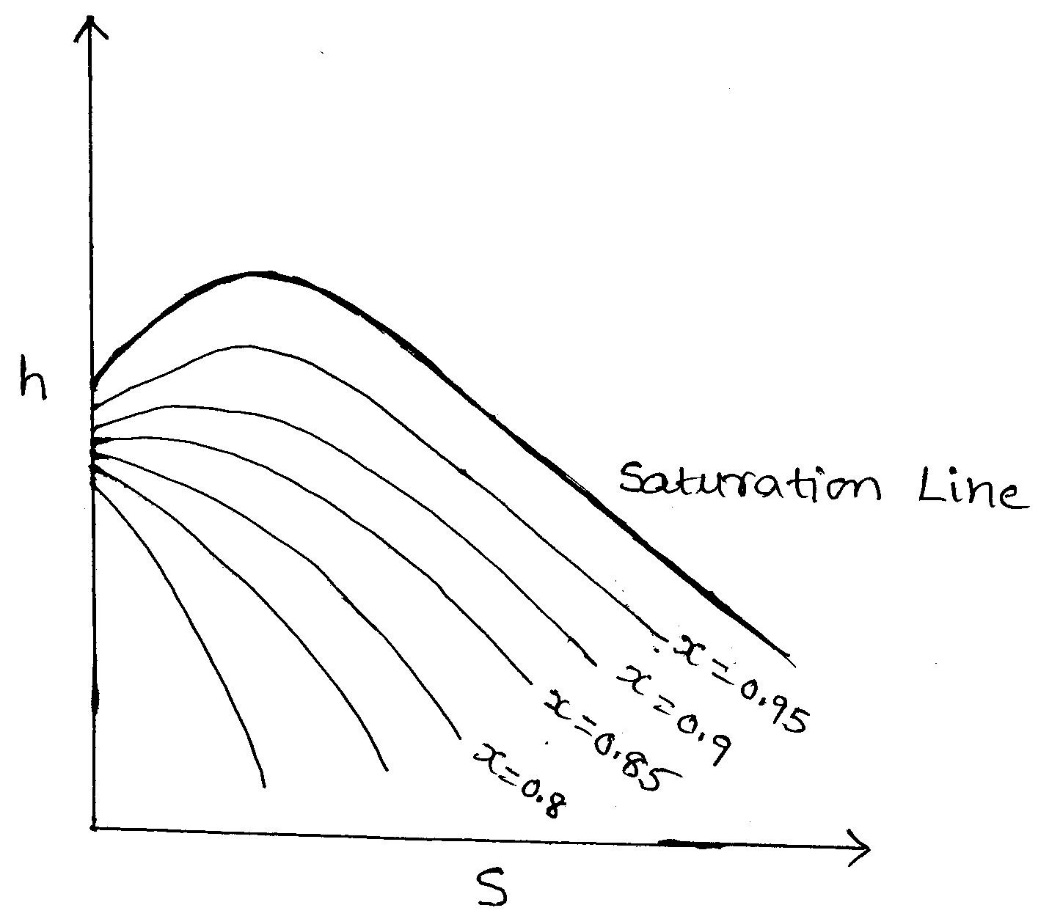 h
Saturation Line
x=0.95
x=0.9
x=0.85
x=0.8
S